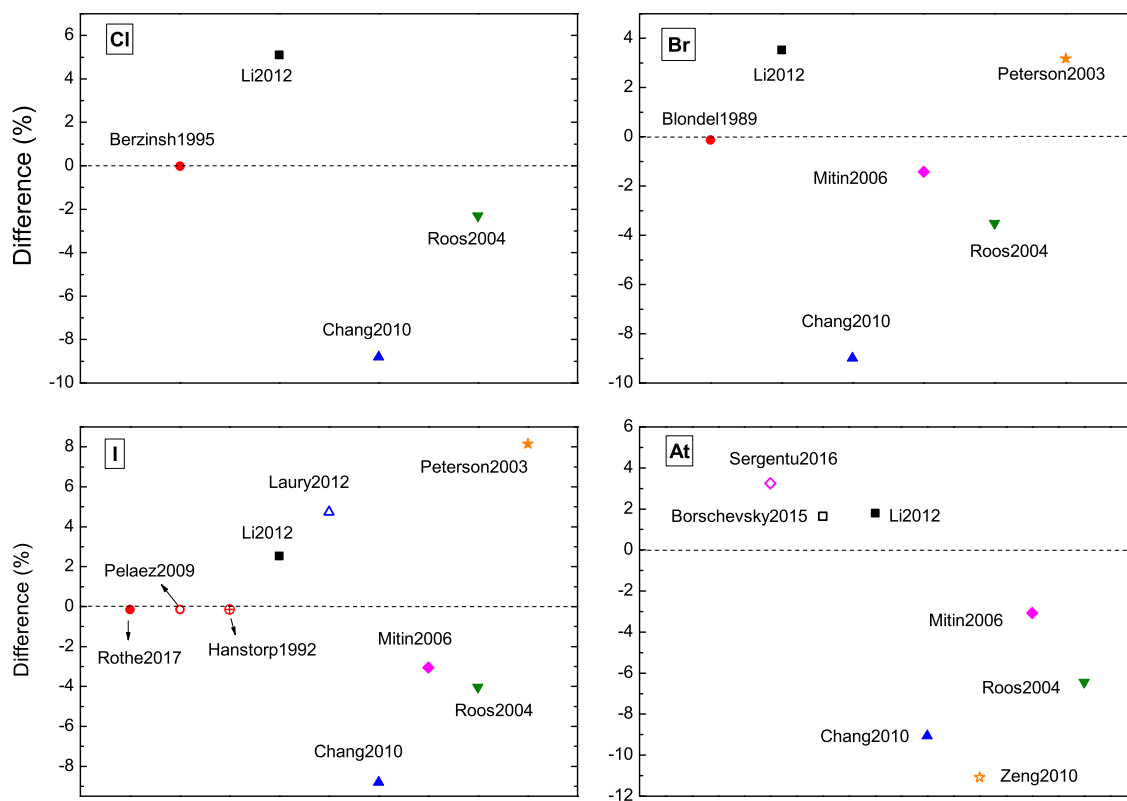 Cl
6
4
2
0
-2
-4
-6
-8
-10
Difference (%)
Li2012
Berzinsh1995
Roos2004
Chang2010
Br
4
2
0
-2
-4
-6
-8
-10
Li2012
Peterson2003
Blondel1989
Mitin2006
Roos2004
Chang2010
I
8
6
4
2
0
-2
-4
-6
-8
Difference (%)
Peterson2003
Laury2012
Li2012
Pelaez2009
Rothe2017
Hanstorp1992
Mitin2006
Roos2004
Chang2010
At
6
4
2
0
-2
-4
-6
-8
-10
-12
Sergentu2016
Borschevsky2015
Li2012
Mitin2006
Roos2004
Chang2010
Zeng2010